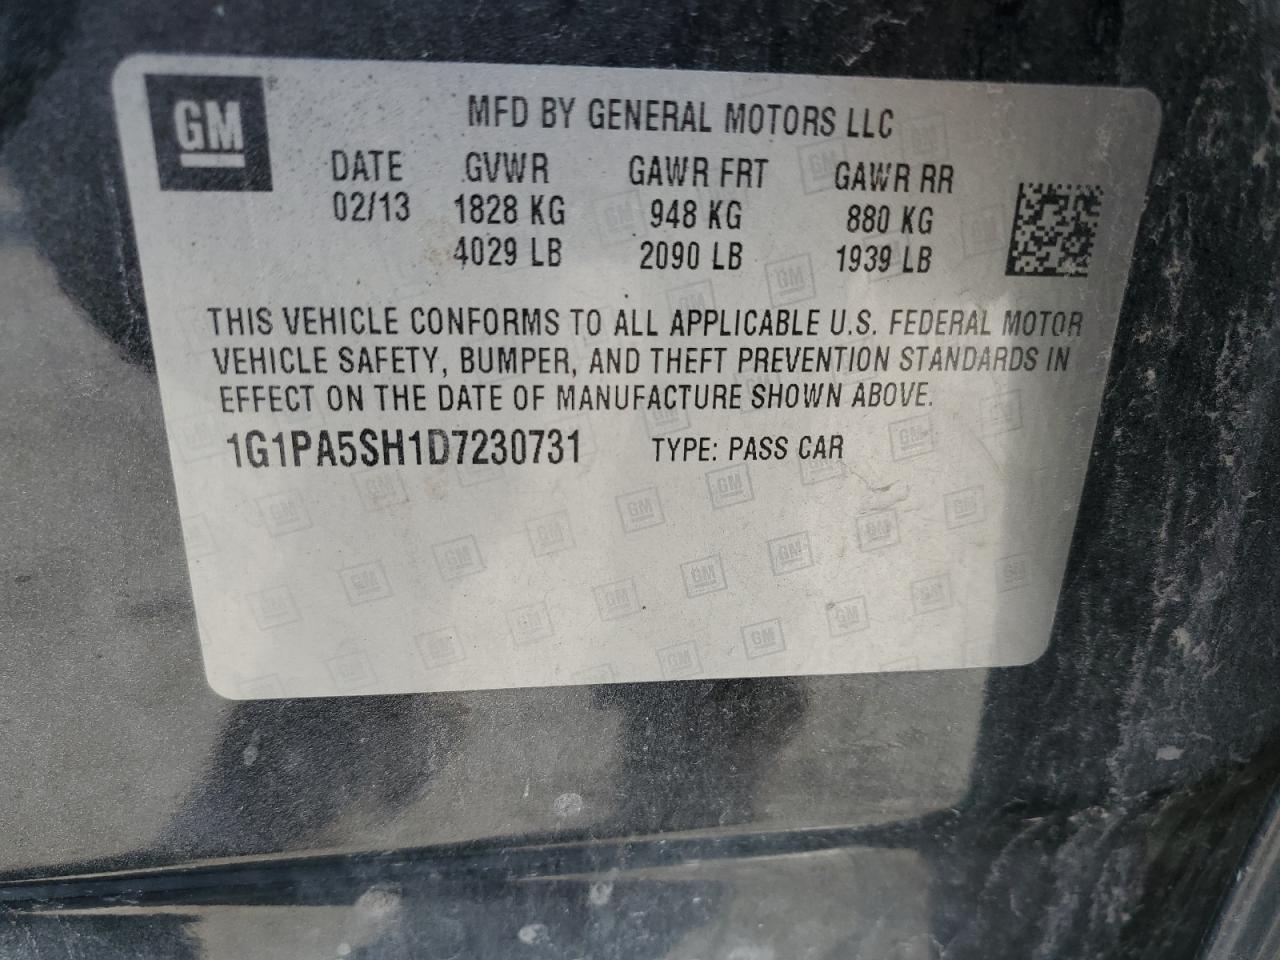 GM
MFD BY GENERAL MOTORS LLC
DATE GVWR GAWR FRT GAWR RR
02/13 1828 KG 948 KG 880 KG
4029 LB 2090 LB 1939 LB
THIS VEHICLE CONFORMS TO ALL APPLICABLE U.S. FEDERAL MOTOR
VEHICLE SAFETY, BUMPER, AND THEFT PREVENTION STANDARDS IN
EFFECT ON THE DATE OF MANUFACTURE SHOWN ABOVE.
1G1PA5SH1D7230731 TYPE: PASS CAR